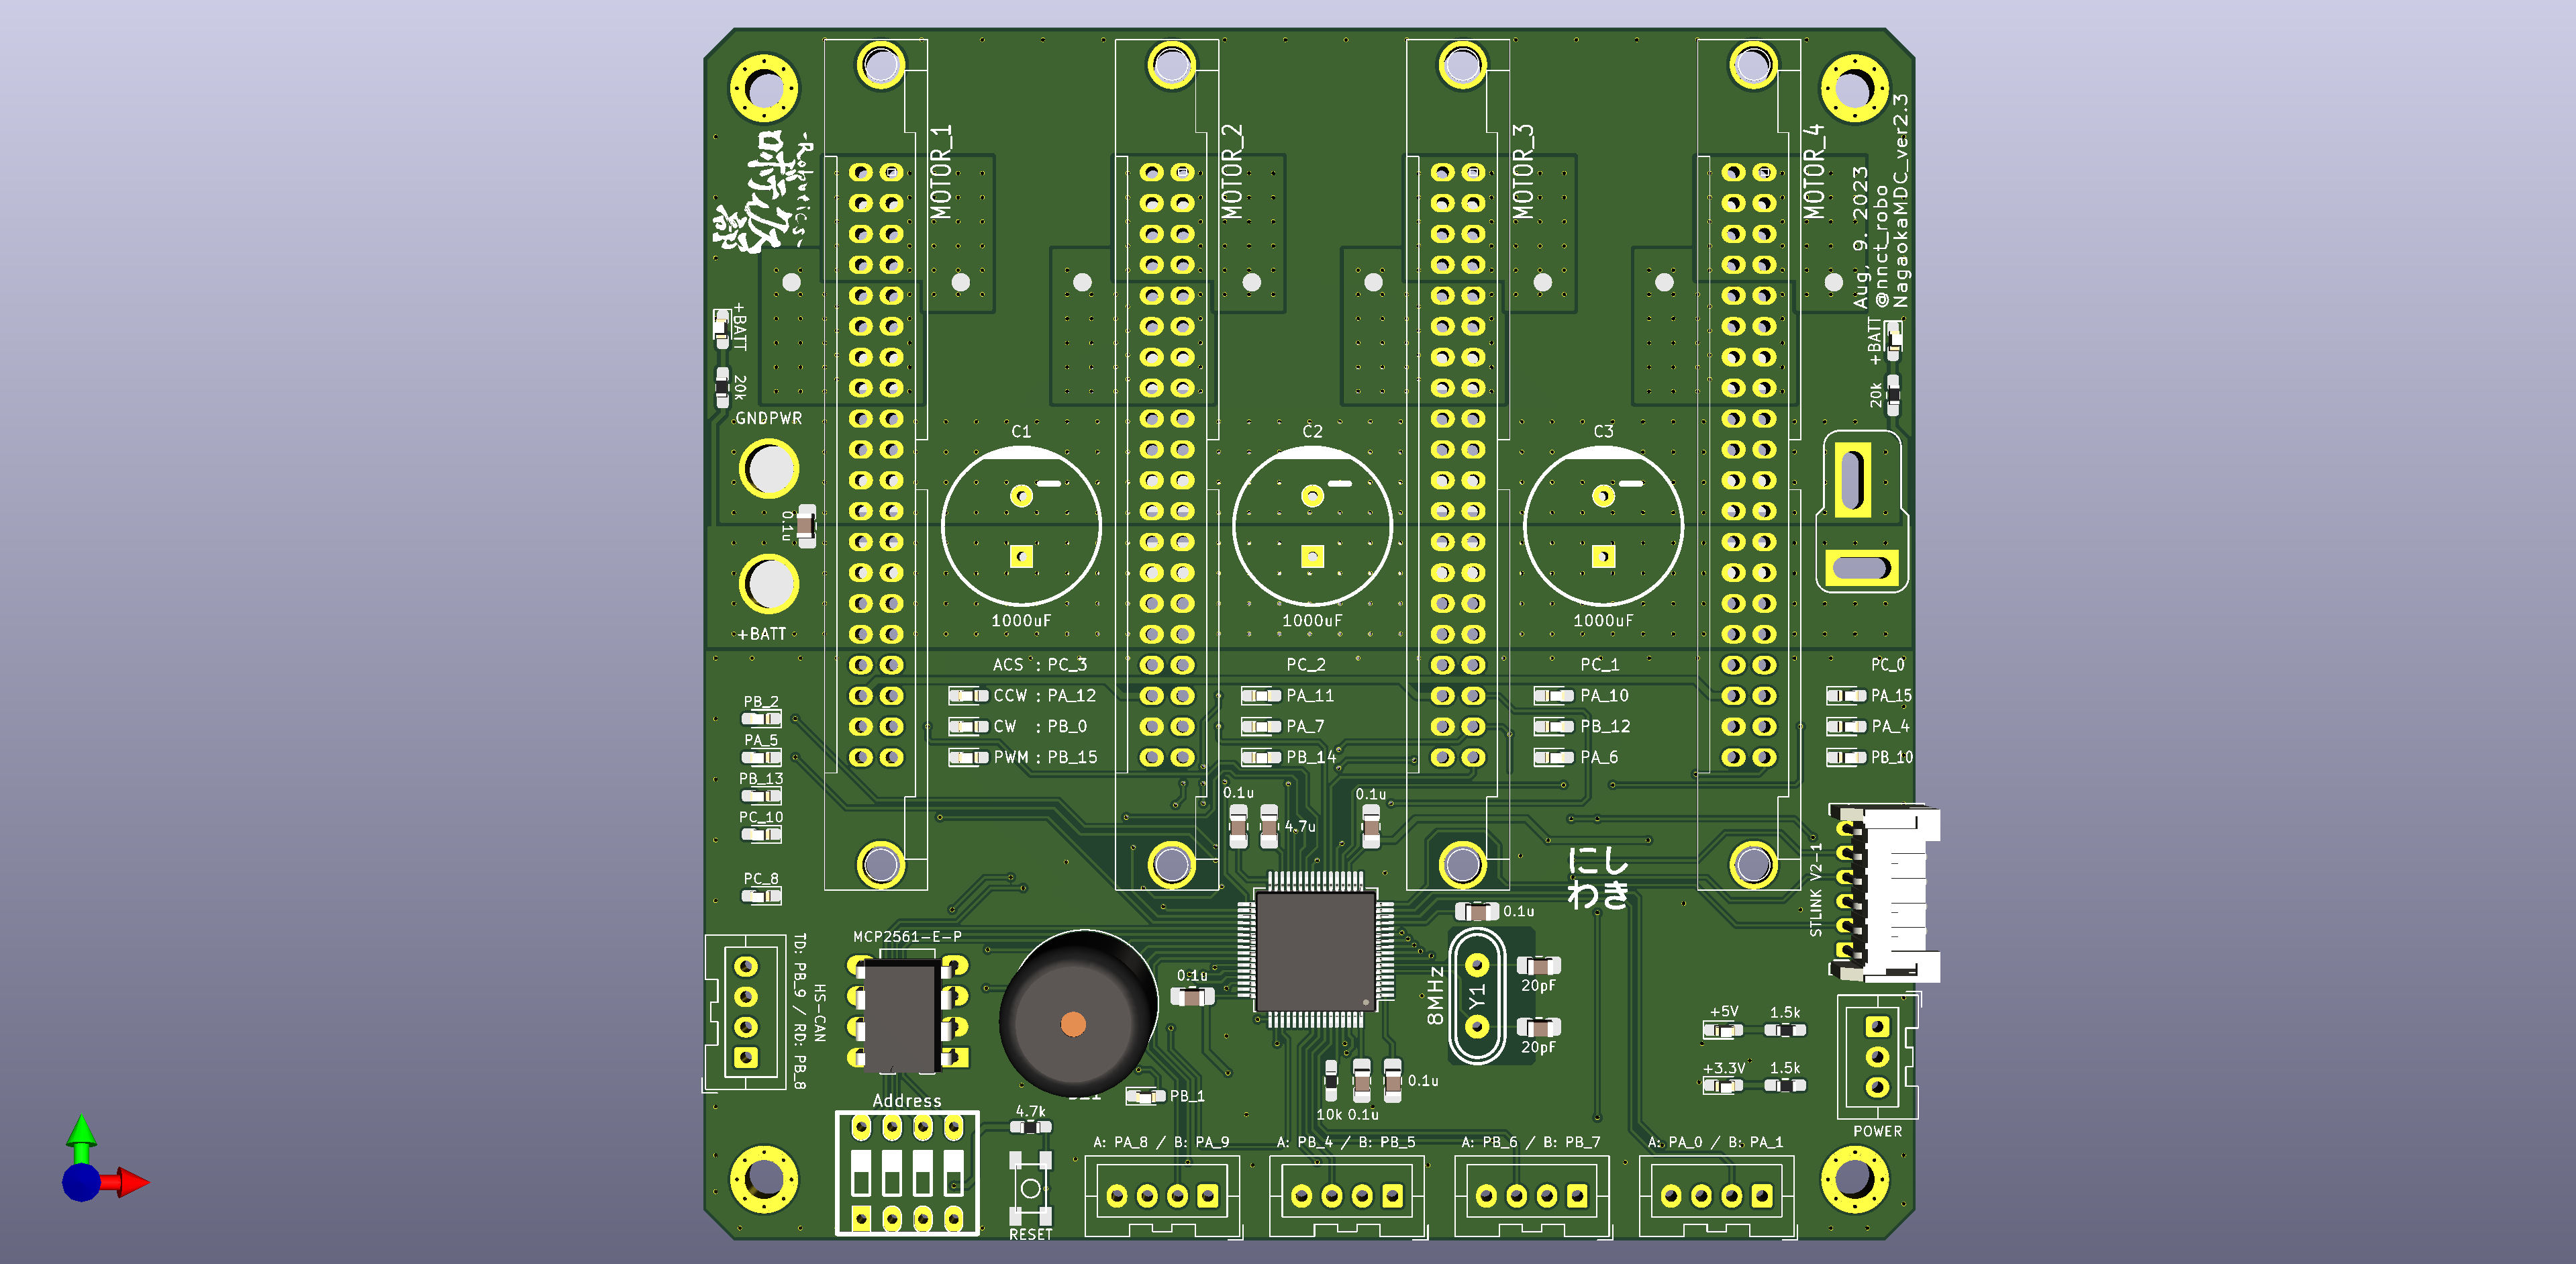 ~Robotics~
部
MOTOR_1
MOTOR_2
MOTOR_3
MOTOR_4
Aug, 9. 2023
@nnct_robo
NagaokaMDC_ver2.3
+BATT
20k
GNDPWR
0.1u
+BATT
+BATT
20k
C1
1000uF
C2
1000uF
C3
1000uF
ACS : PC_3
PC_2
PC_1
PC_0
CCW : PA_12
PA_11
PA_10
PA_15
CW : PB_0
PA_7
PB_12
PA_4
PWM : PB_15
PB_14
PA_6
PB_10
PB_2
PA_5
PB_13
PC_10
PC_8
0.1u
4.7u
0.1u
にし
わき
STLINK V2-1
0.1u
MCP2561-E-P
TD: PB_9 / RD: PB_8
HS-CAN
0.1u
8MHz
Y1
20pF
20pF
+5V
1.5k
+3.3V
1.5k
POWER
PB_1
10k
0.1u
0.1u
Address
4.7k
RESET
A: PA_8 / B: PA_9
A: PB_4 / B: PB_5
A: PB_6 / B: PB_7
A: PA_0 / B: PA_1